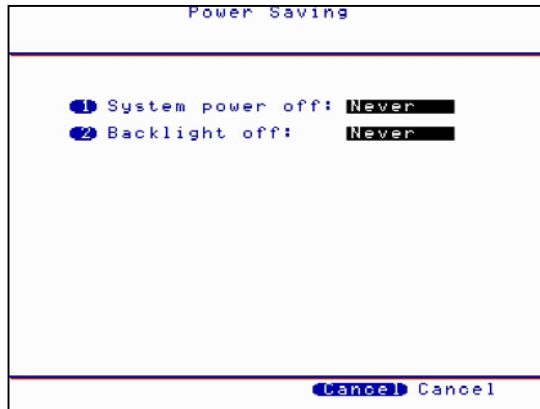 Power Saving
1 System power off: Never
2 Backlight off: Never
Cancel Cancel